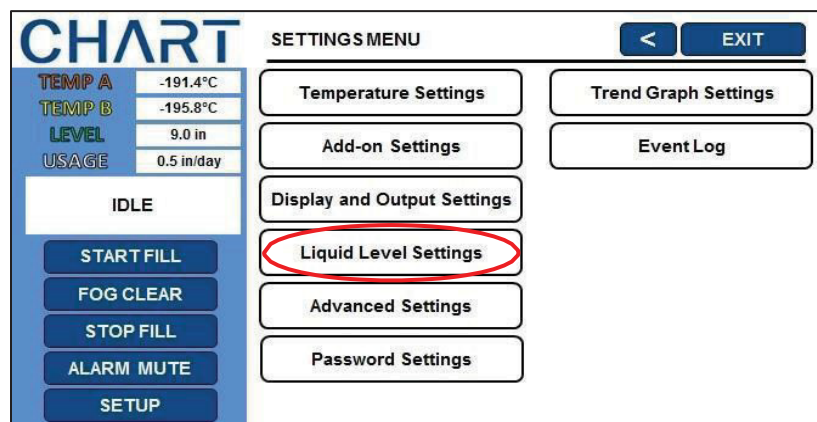 CHART
SETTINGS MENU
<
EXIT
TEMP A
-191.4°C
TEMP B
-195.8°C
LEVEL
9.0 in
USAGE
0.5 in/day
IDLE
START FILL
FOG CLEAR
STOP FILL
ALARM MUTE
SETUP
Temperature Settings
Add-on Settings
Display and Output Settings
Liquid Level Settings
Advanced Settings
Password Settings
Trend Graph Settings
Event Log